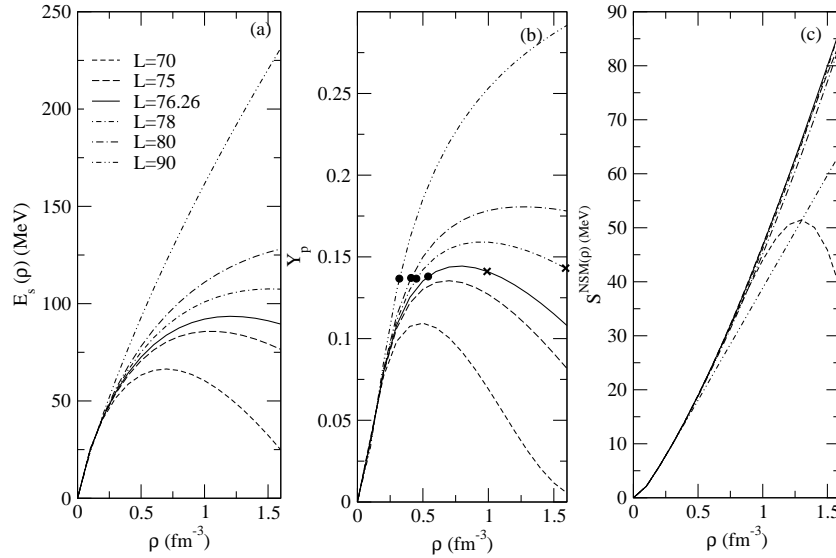 (a)
E_s (ρ) (MeV)
250
200
150
100
50
0
L=70
L=75
L=76.26
L=78
L=80
L=90
0 0.5 1 1.5
ρ (fm^-3)
(b)
Y_p
0.25
0.2
0.15
0.1
0.05
0
0 0.5 1 1.5
ρ (fm^-3)
(c)
S^NSM(ρ) (MeV)
90
80
70
60
50
40
30
20
10
0
0 0.5 1 1.5
ρ (fm^-3)